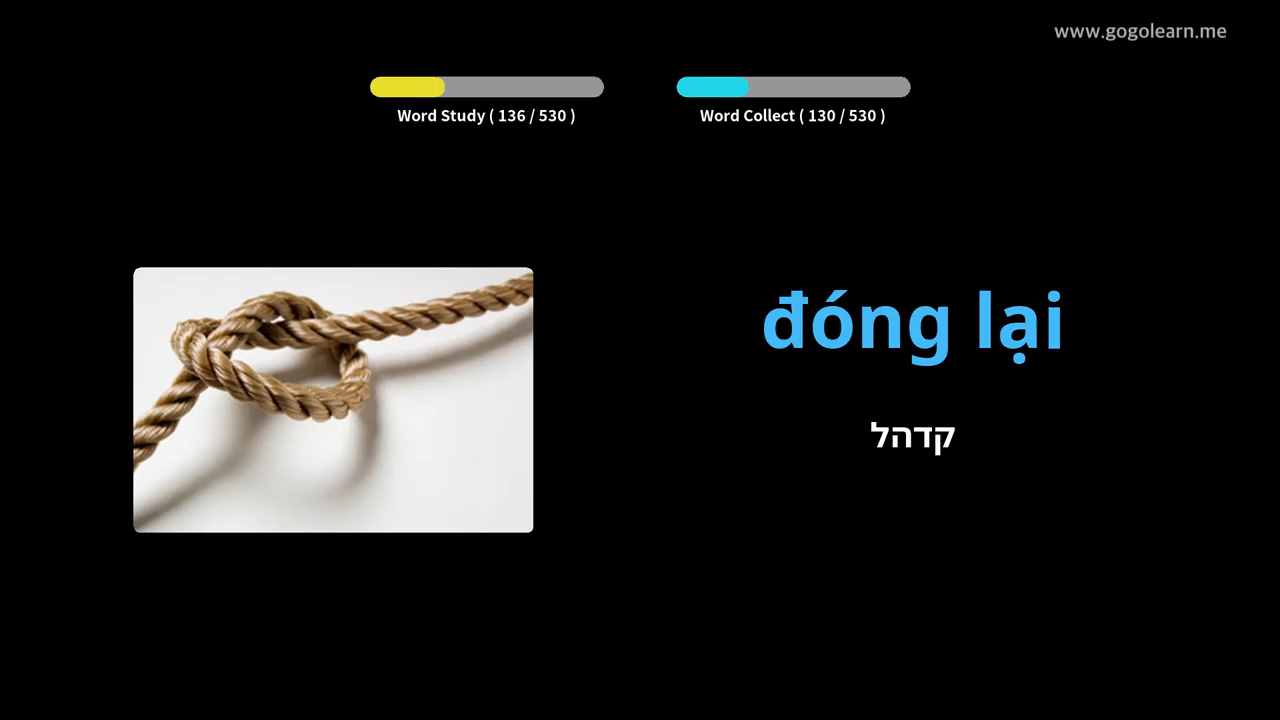 www.gogolearn.me
Word Study ( 136 / 530 )
Word Collect ( 130 / 530 )
đóng lại
קדהל